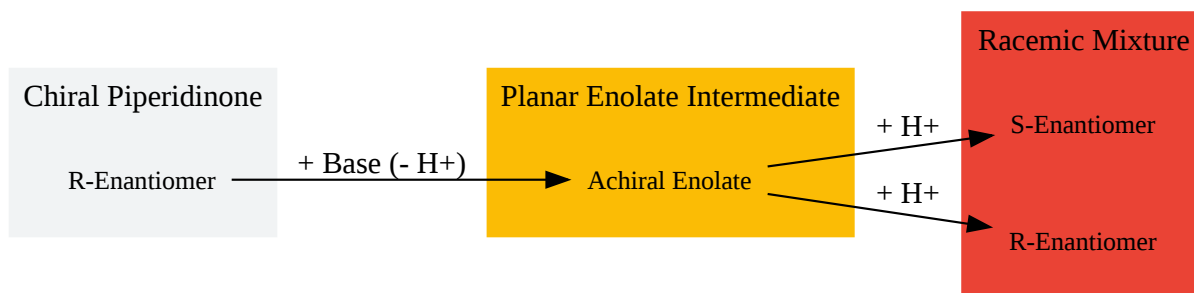 Chiral Piperidinone
R-Enantiomer
+ Base (- H+)
Planar Enolate Intermediate
Achiral Enolate
+ H+
+ H+
Racemic Mixture
S-Enantiomer
R-Enantiomer